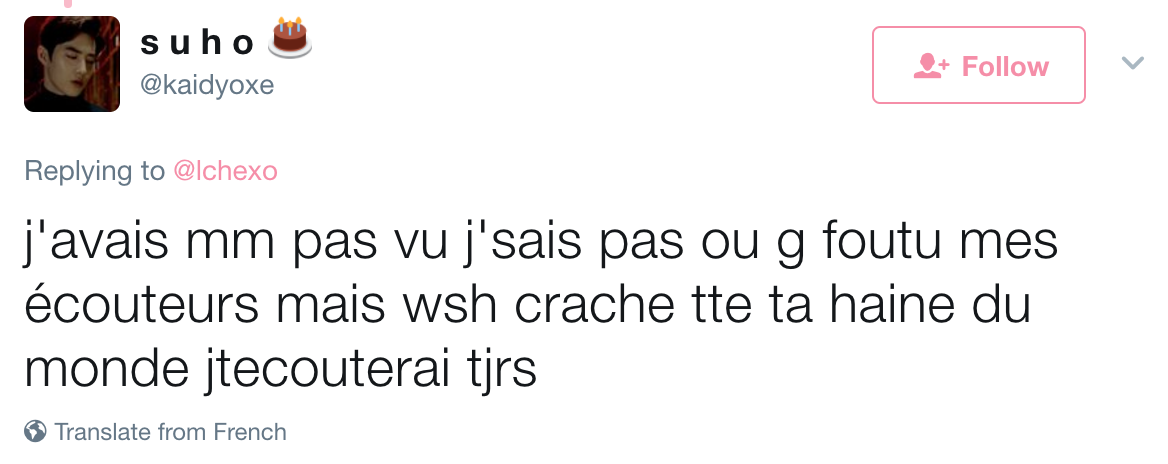 s u h o 🎂
@kaidyoxe
Follow
Replying to @lchexo
j'avais mm pas vu j'sais pas ou g foutu mes
écouteurs mais wsh crache tte ta haine du
monde jtecouterai tjrs
Translate from French